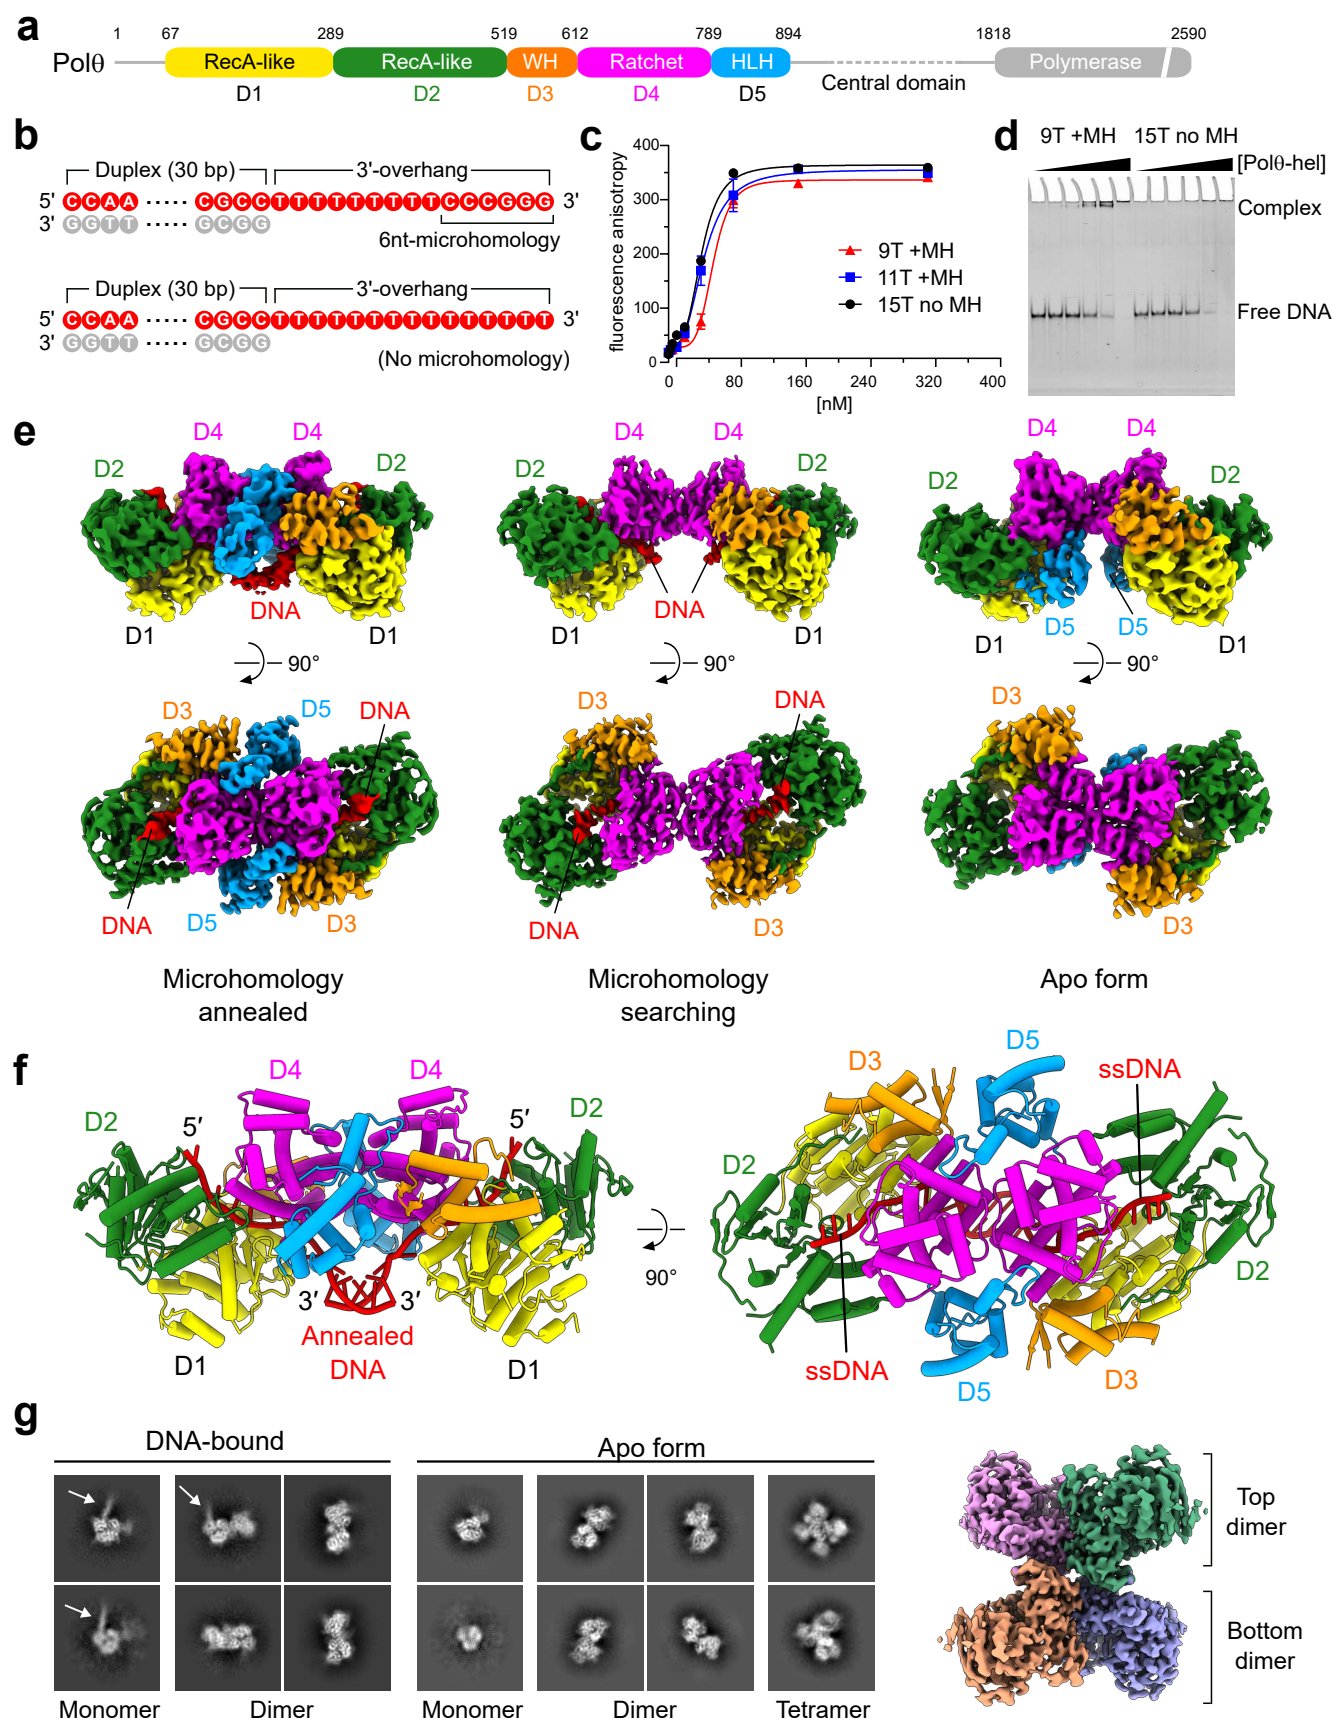 a
1 67 289 519 612 789 894 1818 2590
Polθ RecA-like RecA-like WH Ratchet HLH Polymerase
D1 D2 D3 D4 D5 Central domain
b
Duplex (30 bp) 3'-overhang
5' CCAA ····· CGCCTTTTTTTTTCCCGGG 3'
3' GGTT ····· GCGG
6nt-microhomology
Duplex (30 bp) 3'-overhang
5' CCAA ····· CGCCTTTTTTTTTTTTTTT 3'
3' GGTT ····· GCGG
(No microhomology)
c
fluorescence anisotropy
400
300
200
100
0
9T +MH
11T +MH
15T no MH
0 80 160 240 320 400
[nM]
d
9T +MH 15T no MH
[Polθ-hel]
Complex
Free DNA
e
D4 D4
D2 D2
DNA
D1 D1
90°
D3 D5 DNA
DNA D5 D3
Microhomology
annealed
D4 D4
D2 D2
DNA
D1 D1
90°
DNA
D3
DNA D3
Microhomology
searching
D4 D4
D2 D2
D1 D5 D5 D1
90°
D3
D3
Apo form
f
D4 D4
D2 5′ 5′ D2
3′ 3′
Annealed
DNA
D1 D1
90°
D5
D3 ssDNA
D2
D2
ssDNA
D5 D3
g
DNA-bound
Apo form
Monomer Dimer Monomer Dimer Tetramer
Top
dimer
Bottom
dimer